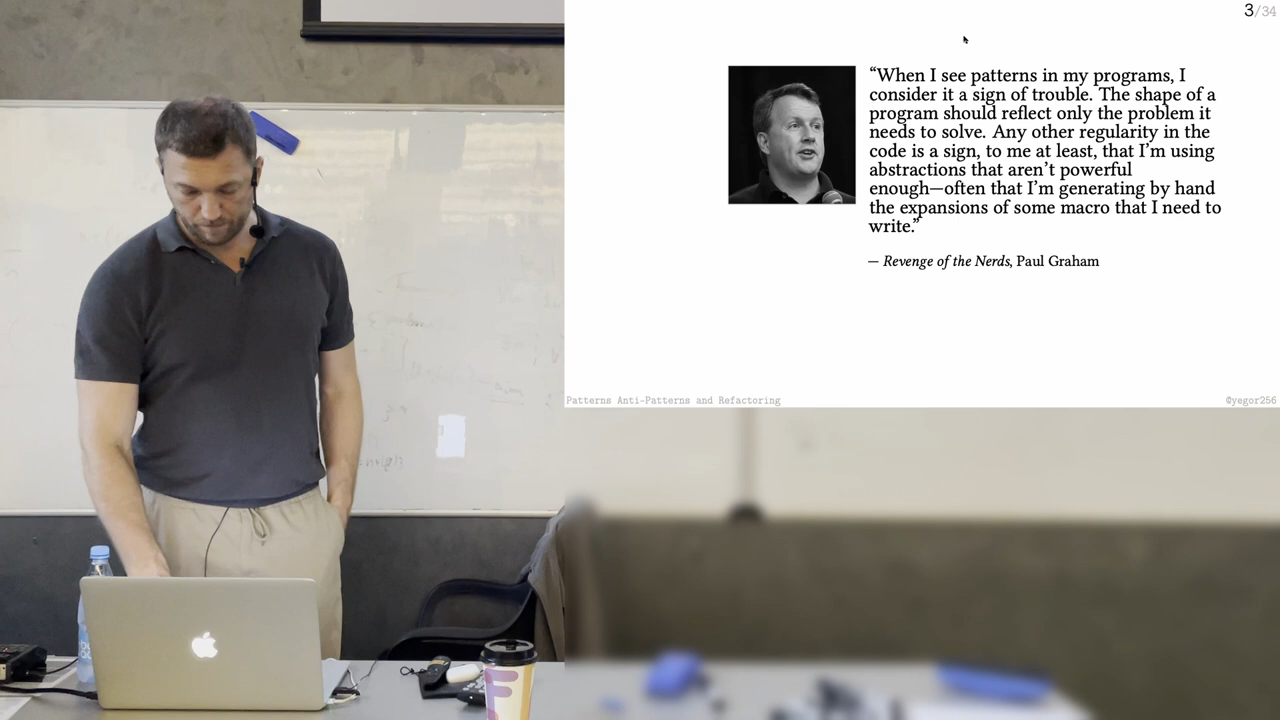 3/34
“When I see patterns in my programs, I
consider it a sign of trouble. The shape of a
program should reflect only the problem it
needs to solve. Any other regularity in the
code is a sign, to me at least, that I’m using
abstractions that aren’t powerful
enough—often that I’m generating by hand
the expansions of some macro that I need to
write.”
— Revenge of the Nerds, Paul Graham
Patterns Anti-Patterns and Refactoring
@yegor256